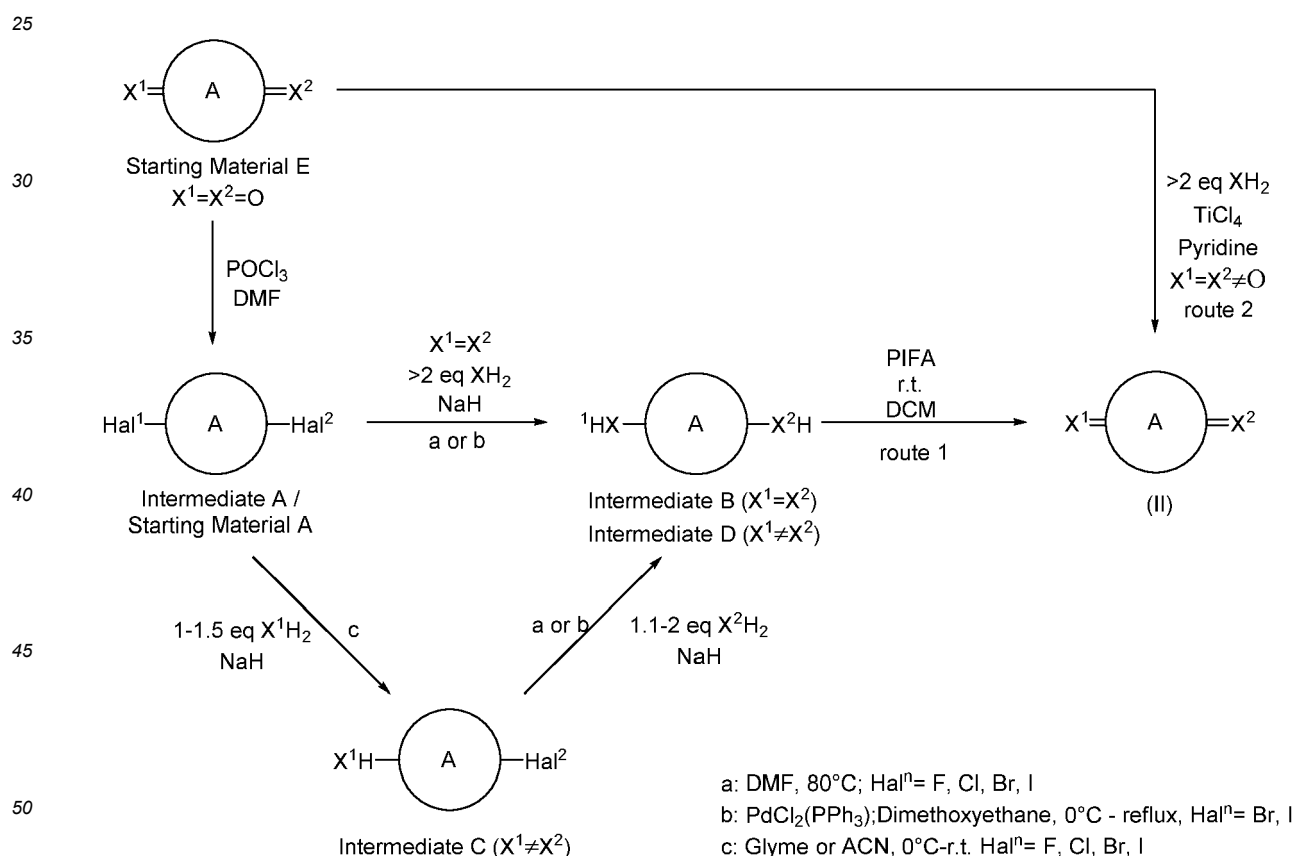 25
X¹= A =X²
Starting Material E
X¹=X²=O
30
>2 eq XH₂
TiCl₄
Pyridine
X¹=X²≠O
route 2
POCl₃
DMF
35
X¹=X²
>2 eq XH₂
NaH
a or b
PIFA
r.t.
DCM
route 1
Hal¹ A Hal²
¹HX A X²H
X¹= A =X²
40
Intermediate A /
Starting Material A
Intermediate B (X¹=X²)
Intermediate D (X¹≠X²)
(II)
45
1-1.5 eq X¹H₂
NaH
c
a or b
1.1-2 eq X²H₂
NaH
X¹H A Hal²
50
Intermediate C (X¹≠X²)
a: DMF, 80°C; Halⁿ= F, Cl, Br, I
b: PdCl₂(PPh₃);Dimethoxyethane, 0°C - reflux, Halⁿ= Br, I
c: Glyme or ACN, 0°C-r.t. Halⁿ= F, Cl, Br, I